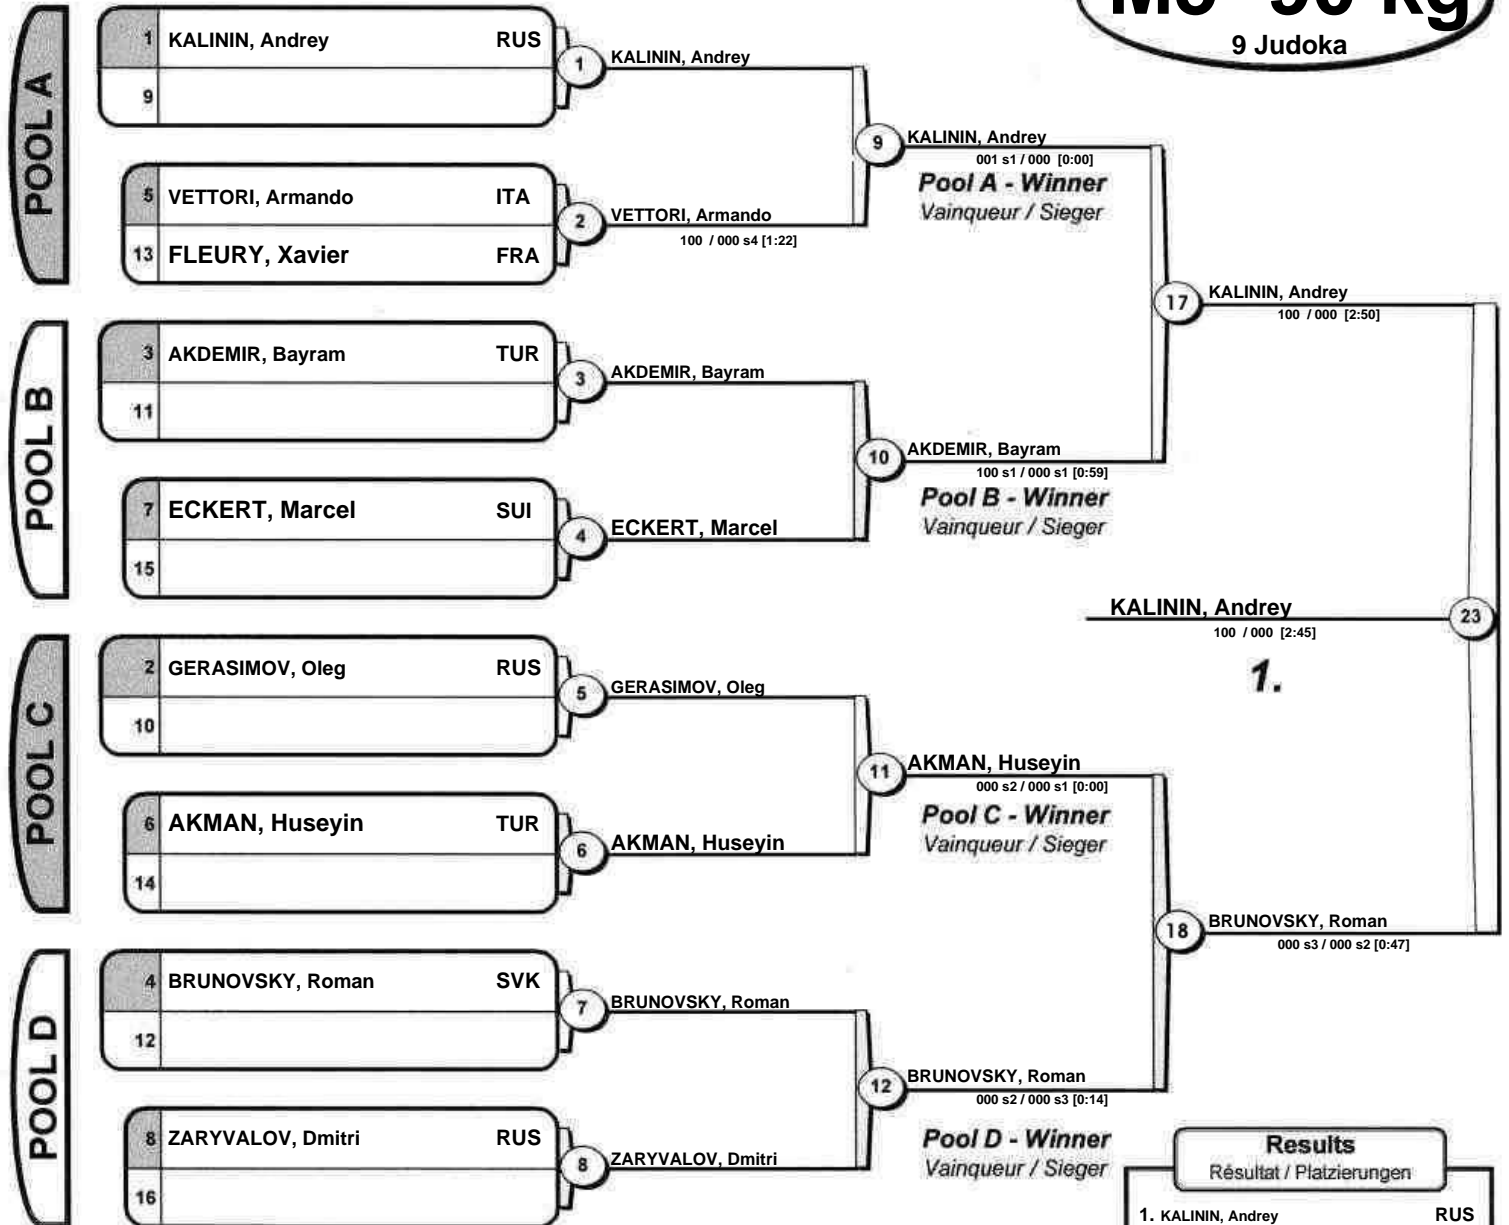 M6 -90 kg
9 Judoka
POOL A
1 KALININ, Andrey RUS
9
5 VETTORI, Armando ITA
13 FLEURY, Xavier FRA
1 KALININ, Andrey
2 VETTORI, Armando
100 / 000 s4 [1:22]
9 KALININ, Andrey
001 s1 / 000 [0:00]
Pool A - Winner
Vainqueur / Sieger
POOL B
3 AKDEMIR, Bayram TUR
11
7 ECKERT, Marcel SUI
15
3 AKDEMIR, Bayram
4 ECKERT, Marcel
10 AKDEMIR, Bayram
100 s1 / 000 s1 [0:59]
Pool B - Winner
Vainqueur / Sieger
17 KALININ, Andrey
100 / 000 [2:50]
POOL C
2 GERASIMOV, Oleg RUS
10
6 AKMAN, Huseyin TUR
14
5 GERASIMOV, Oleg
6 AKMAN, Huseyin
11 AKMAN, Huseyin
000 s2 / 000 s1 [0:00]
Pool C - Winner
Vainqueur / Sieger
POOL D
4 BRUNOVSKY, Roman SVK
12
8 ZARYVALOV, Dmitri RUS
16
7 BRUNOVSKY, Roman
8 ZARYVALOV, Dmitri
12 BRUNOVSKY, Roman
000 s2 / 000 s3 [0:14]
Pool D - Winner
Vainqueur / Sieger
18 BRUNOVSKY, Roman
000 s3 / 000 s2 [0:47]
KALININ, Andrey 23
100 / 000 [2:45]
1.
Results
Résultat / Platzierungen
1. KALININ, Andrey RUS